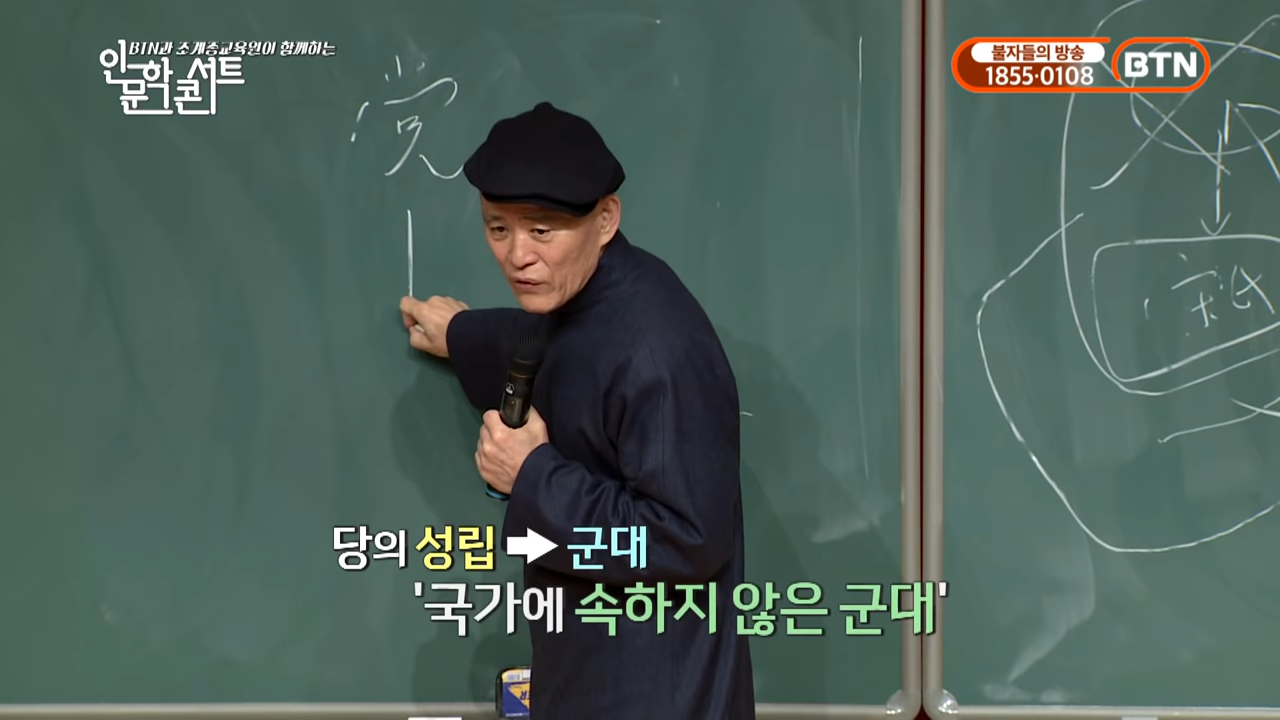 BTN과 조계종교육원이 함께하는
인문학 콘서트
불자들의 방송
1855·0108
BTN
党
당의 성립 ➡ 군대
'국가에 속하지 않은 군대'